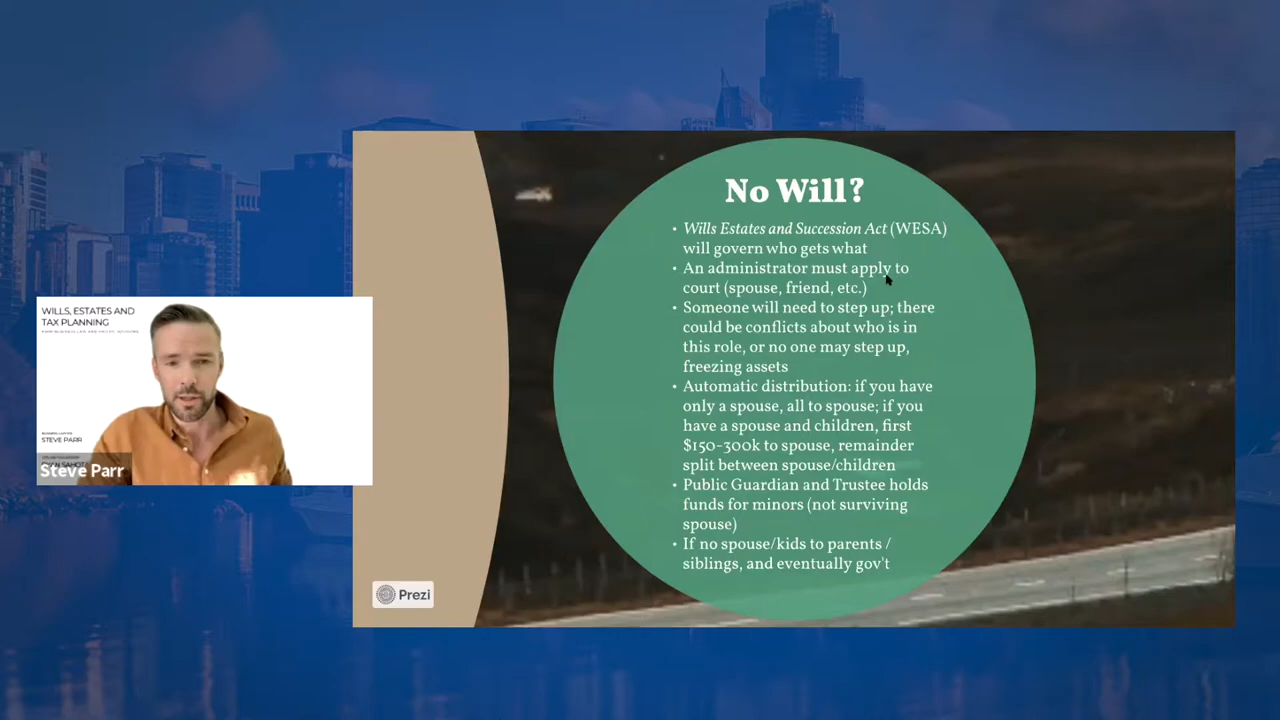 No Will?
• Wills Estates and Succession Act (WESA)
will govern who gets what
• An administrator must apply to
court (spouse, friend, etc.)
• Someone will need to step up; there
could be conflicts about who is in
this role, or no one may step up,
freezing assets
• Automatic distribution: if you have
only a spouse, all to spouse; if you
have a spouse and children, first
$150-300k to spouse, remainder
split between spouse/children
• Public Guardian and Trustee holds
funds for minors (not surviving
spouse)
• If no spouse/kids to parents /
siblings, and eventually gov't
Prezi
WILLS, ESTATES AND
TAX PLANNING
STEVE PARR
Steve Parr